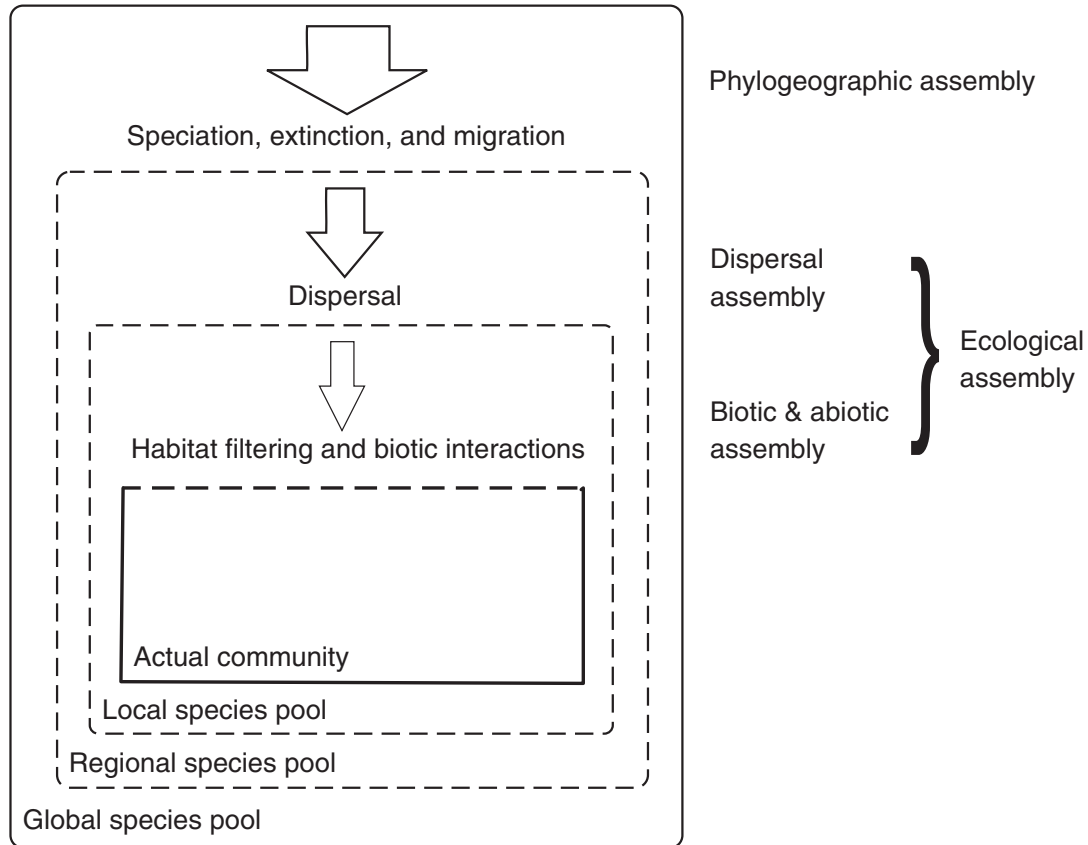 Phylogeographic assembly
Speciation, extinction, and migration
Dispersal
assembly
Dispersal
Ecological
assembly
Biotic & abiotic
assembly
Habitat filtering and biotic interactions
Actual community
Local species pool
Regional species pool
Global species pool